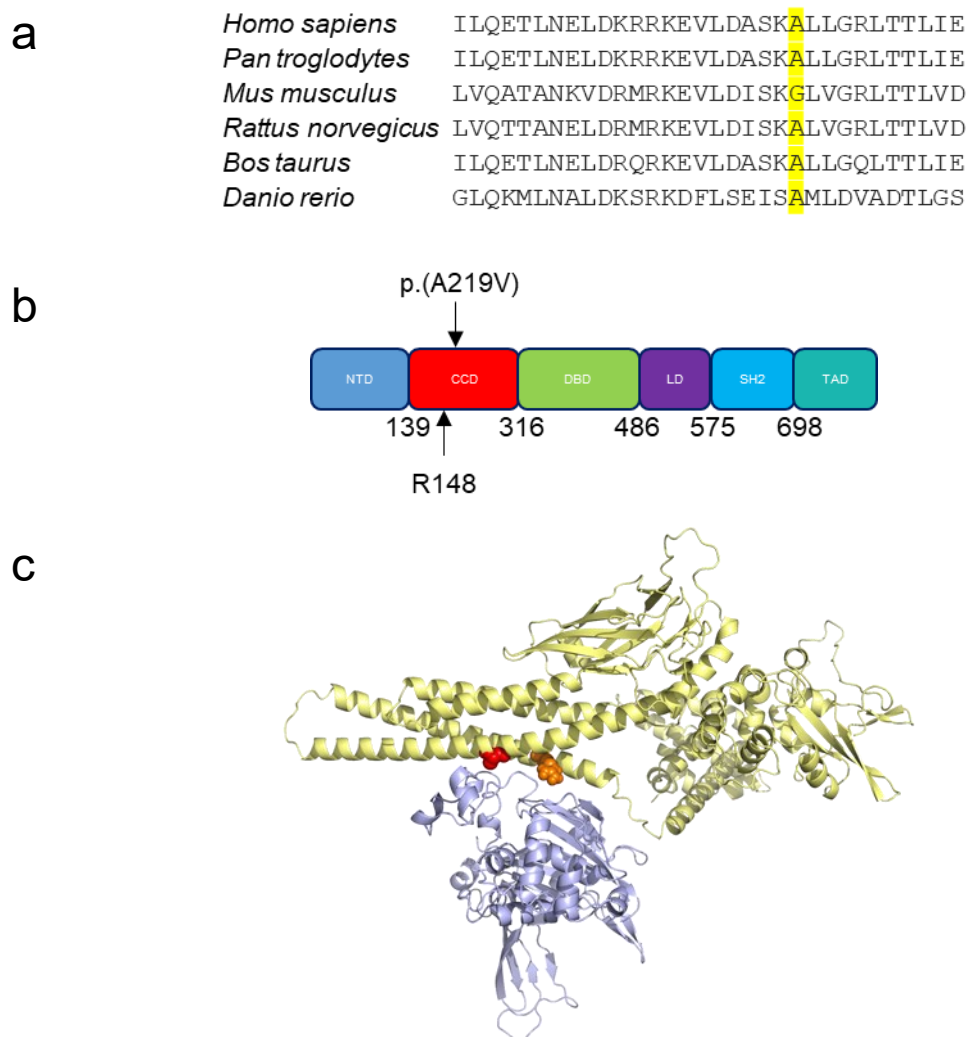 a
Homo sapiens ILQETLNELDKRRKEVLDASKALLGRLTTLIE
Pan troglodytes ILQETLNELDKRRKEVLDASKALLGRLTTLIE
Mus musculus LVQATANKVDRMRKEVLDISKGLVGRLTTLVD
Rattus norvegicus LVQTTANELDRMRKEVLDISKALVGRLTTLVD
Bos taurus ILQETLNELDRQRKEVLDASKALLGQLTTLIE
Danio rerio GLQKMLNALDKSRKDFLSEISAMLDVADTLGS
b
p.(A219V)
NTD CCD DBD LD SH2 TAD
139 316 486 575 698
R148
c